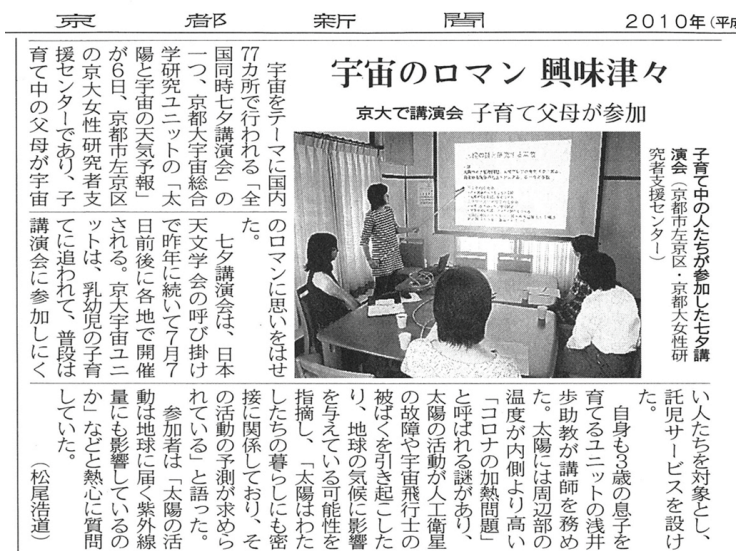 京都新聞
2010年(平成
宇宙のロマン 興味津々
京大で講演会 子育て父母が参加
宇宙をテーマに国内
77カ所で行われる「全
国同時七夕講演会」の
一つ、京都大宇宙総合
学研究ユニットの「太
陽と宇宙の天気予報」
が6日、京都市左京区
の京大女性研究者支
援センターであり、子
育て中の父母が宇宙
のロマンに思いをはせ
た。
七夕講演会は、日本
天文学会の呼び掛け
で昨年に続いて7月7
日前後に各地で開催
される。京大宇宙ユニ
ットは、乳幼児の子育
てに追われて、普段は
講演会に参加しにく
い人たちを対象とし、
託児サービスを設け
た。
自身も3歳の息子を
育てるユニットの浅井
歩助教が講師を務め
た。太陽には周辺部の
温度が内側より高い
「コロナの加熱問題」
と呼ばれる謎があり、
太陽の活動が人工衛星
の故障や宇宙飛行士の
被ばくを引き起こした
り、地球の気候に影響
を与えている可能性を
指摘し、「太陽はわた
したちの暮らしにも密
接に関係しており、そ
の活動の予測が求めら
れている」と語った。
参加者は「太陽の活
動は地球に届く紫外線
量にも影響しているの
か」などと熱心に質問
していた。
(松尾浩道)
子育て中の人たちが参加した七夕講
演会(京都市左京区・京都大女性研
究者支援センター)